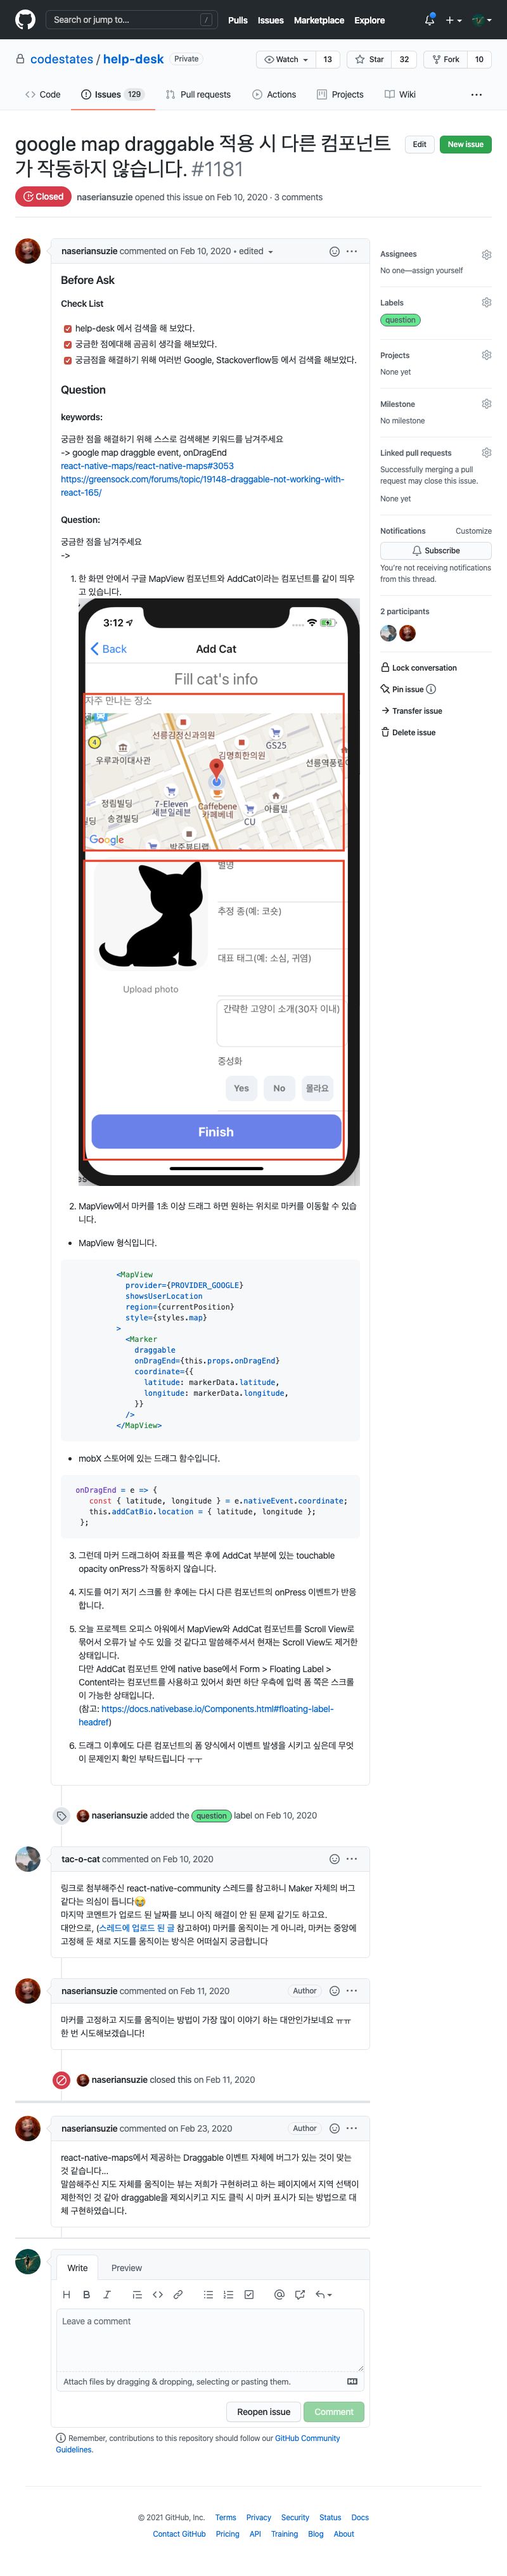 Search or jump to...
/
Pulls Issues Marketplace Explore
codestates / help-desk Private
Watch 13
Star 32
Fork 10
Code
Issues 129
Pull requests
Actions
Projects
Wiki
google map draggable 적용 시 다른 컴포넌트
가 작동하지 않습니다. #1181
Edit
New issue
Closed
naseriansuzie opened this issue on Feb 10, 2020 · 3 comments
naseriansuzie commented on Feb 10, 2020 • edited
Before Ask
Check List
help-desk 에서 검색을 해 보았다.
궁금한 점에대해 곰곰히 생각을 해보았다.
궁금점을 해결하기 위해 여러번 Google, Stackoverflow등 에서 검색을 해보았다.
Question
keywords:
궁금한 점을 해결하기 위해 스스로 검색해본 키워드를 남겨주세요
-> google map draggble event, onDragEnd
react-native-maps/react-native-maps#3053
https://greensock.com/forums/topic/19148-draggable-not-working-with-
react-165/
Question:
궁금한 점을 남겨주세요
->
1. 한 화면 안에서 구글 MapView 컴포넌트와 AddCat이라는 컴포넌트를 같이 띄우
고 있습니다.
3:12
Back
Add Cat
Fill cat's info
자주 만나는 장소
4
선릉김정신과의원
GS25
우루과이대사관
김명희한의원
선릉역풍림
정림빌딩
7-Eleven
세븐일레븐
Caffebene
카페베네
아름빌
딩
송경빌딩
CU
Google
박주뷰티랩
별명
추정 종(예: 코숏)
대표 태그(예: 소심, 귀염)
Upload photo
간략한 고양이 소개(30자 이내)
중성화
Yes
No
몰라요
Finish
2. MapView에서 마커를 1초 이상 드래그 하면 원하는 위치로 마커를 이동할 수 있습
니다.
• MapView 형식입니다.
<MapView
provider={PROVIDER_GOOGLE}
showsUserLocation
region={currentPosition}
style={styles.map}
>
<Marker
draggable
onDragEnd={this.props.onDragEnd}
coordinate={{
latitude: markerData.latitude,
longitude: markerData.longitude,
}}
/>
</MapView>
• mobX 스토어에 있는 드래그 함수입니다.
onDragEnd = e => {
const { latitude, longitude } = e.nativeEvent.coordinate;
this.addCatBio.location = { latitude, longitude };
};
3. 그런데 마커 드래그하여 좌표를 찍은 후에 AddCat 부분에 있는 touchable
opacity onPress가 작동하지 않습니다.
4. 지도를 여기 저기 스크롤 한 후에는 다시 다른 컴포넌트의 onPress 이벤트가 반응
합니다.
5. 오늘 프로젝트 오피스 아워에서 MapView와 AddCat 컴포넌트를 Scroll View로
묶어서 오류가 날 수도 있을 것 같다고 말씀해주셔서 현재는 Scroll View도 제거한
상태입니다.
다만 AddCat 컴포넌트 안에 native base에서 Form > Floating Label >
Content라는 컴포넌트를 사용하고 있어서 화면 하단 우측에 입력 폼 쪽은 스크롤
이 가능한 상태입니다.
(참고: https://docs.nativebase.io/Components.html#floating-label-
headref)
6. 드래그 이후에도 다른 컴포넌트의 폼 양식에서 이벤트 발생을 시키고 싶은데 무엇
이 문제인지 확인 부탁드립니다 ㅜㅜ
naseriansuzie added the question label on Feb 10, 2020
tac-o-cat commented on Feb 10, 2020
링크로 첨부해주신 react-native-community 스레드를 참고하니 Maker 자체의 버그
같다는 의심이 듭니다😭
마지막 코멘트가 업로드 된 날짜를 보니 아직 해결이 안 된 문제 같기도 하고요.
대안으로, (스레드에 업로드 된 글 참고하여) 마커를 움직이는 게 아니라, 마커는 중앙에
고정해 둔 채로 지도를 움직이는 방식은 어떠실지 궁금합니다
naseriansuzie commented on Feb 11, 2020
Author
마커를 고정하고 지도를 움직이는 방법이 가장 많이 이야기 하는 대안인가보네요 ㅠㅠ
한 번 시도해보겠습니다!
naseriansuzie closed this on Feb 11, 2020
naseriansuzie commented on Feb 23, 2020
Author
react-native-maps에서 제공하는 Draggable 이벤트 자체에 버그가 있는 것이 맞는
것 같습니다...
말씀해주신 지도 자체를 움직이는 뷰는 저희가 구현하려고 하는 페이지에서 지역 선택이
제한적인 것 같아 draggable을 제외시키고 지도 클릭 시 마커 표시가 되는 방법으로 대
체 구현하였습니다.
Write
Preview
Leave a comment
Attach files by dragging & dropping, selecting or pasting them.
Reopen issue
Comment
Remember, contributions to this repository should follow our GitHub Community
Guidelines.
Assignees
No one—assign yourself
Labels
question
Projects
None yet
Milestone
No milestone
Linked pull requests
Successfully merging a pull
request may close this issue.
None yet
Notifications
Customize
Subscribe
You're not receiving notifications
from this thread.
2 participants
Lock conversation
Pin issue
Transfer issue
Delete issue
© 2021 GitHub, Inc. Terms Privacy Security Status Docs
Contact GitHub Pricing API Training Blog About